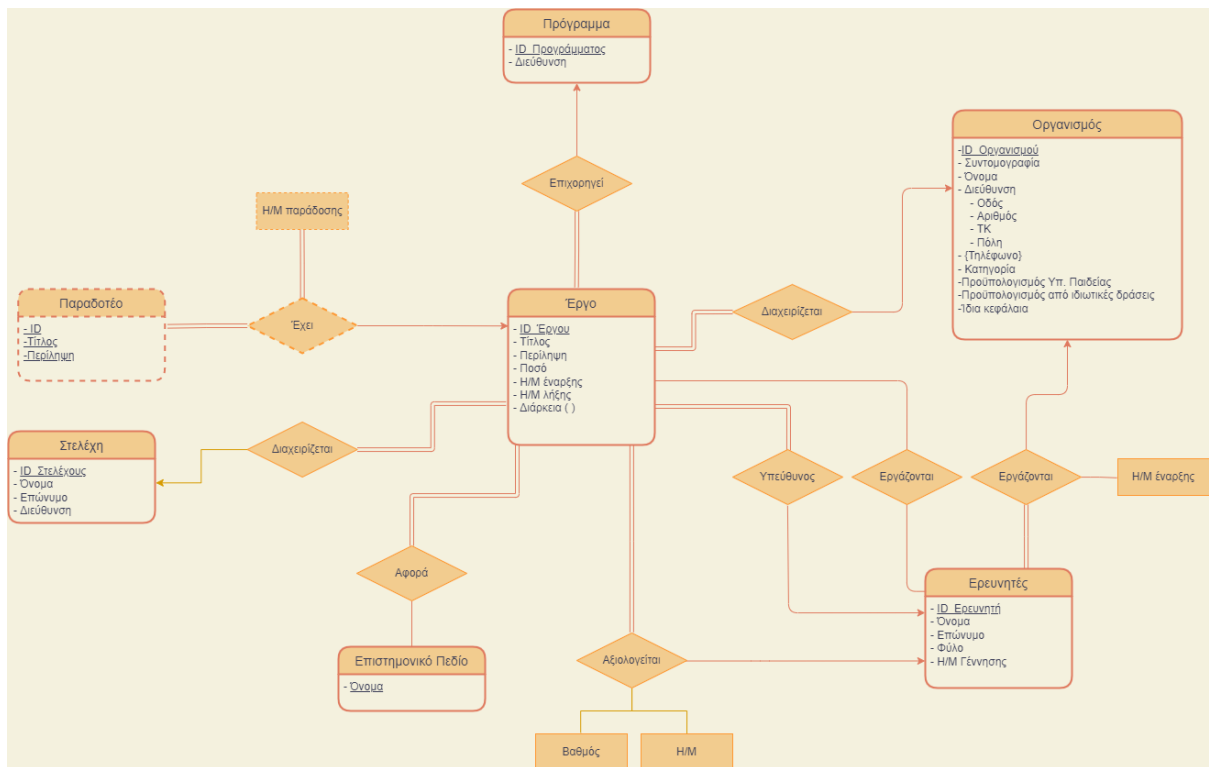 Πρόγραμμα
- ID_Προγράμματος
- Διεύθυνση
Επιχορηγεί
Οργανισμός
-ID_Οργανισμού
- Συντομογραφία
- Όνομα
- Διεύθυνση
- Οδός
- Αριθμός
- ΤΚ
- Πόλη
- {Τηλέφωνο}
- Κατηγορία
-Προϋπολογισμός Υπ. Παιδείας
-Προϋπολογισμός από ιδιωτικές δράσεις
-Ίδια κεφάλαια
Η/Μ παράδοσης
Παραδοτέο
- ID
-Τίτλος
-Περίληψη
Έχει
Έργο
- ID_Έργου
- Τίτλος
- Περίληψη
- Ποσό
- Η/Μ έναρξης
- Η/Μ λήξης
- Διάρκεια ( )
Διαχειρίζεται
Στελέχη
- ID_Στελέχους
- Όνομα
- Επώνυμο
- Διεύθυνση
Διαχειρίζεται
Υπεύθυνος
Εργάζονται
Εργάζονται
Η/Μ έναρξης
Αφορά
Ερευνητές
- ID_Ερευνητή
- Όνομα
- Επώνυμο
- Φύλο
- Η/Μ Γέννησης
Επιστημονικό Πεδίο
- Όνομα
Αξιολογείται
Βαθμός
Η/Μ